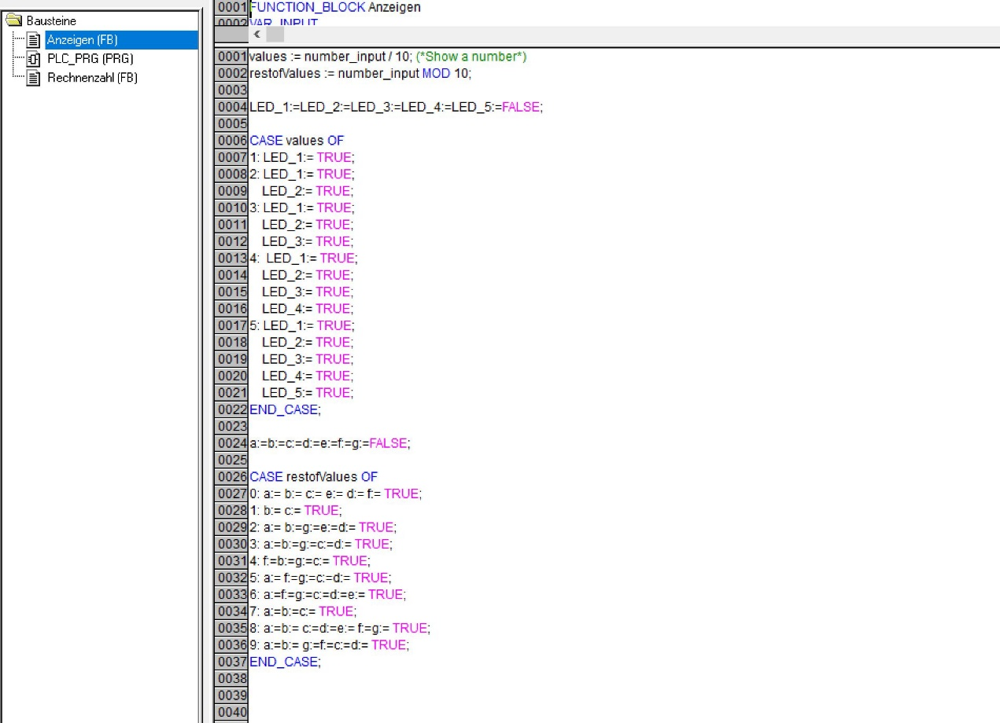 Bausteine
Anzeigen (FB)
PLC_PRG (PRG)
Rechnenzahl (FB)
0001 FUNCTION_BLOCK Anzeigen
0002 VAR_INPUT
0001 values := number_input / 10; (*Show a number*)
0002 restofValues := number_input MOD 10;
0003
0004 LED_1:=LED_2:=LED_3:=LED_4:=LED_5:=FALSE;
0005
0006 CASE values OF
0007 1: LED_1:= TRUE;
0008 2: LED_1:= TRUE;
0009 LED_2:= TRUE;
0010 3: LED_1:= TRUE;
0011 LED_2:= TRUE;
0012 LED_3:= TRUE;
0013 4: LED_1:= TRUE;
0014 LED_2:= TRUE;
0015 LED_3:= TRUE;
0016 LED_4:= TRUE;
0017 5: LED_1:= TRUE;
0018 LED_2:= TRUE;
0019 LED_3:= TRUE;
0020 LED_4:= TRUE;
0021 LED_5:= TRUE;
0022 END_CASE;
0023
0024 a:=b:=c:=d:=e:=f:=g:=FALSE;
0025
0026 CASE restofValues OF
0027 0: a:= b:= c:= e:= d:= f:= TRUE;
0028 1: b:= c:= TRUE;
0029 2: a:= b:=g:=e:=d:= TRUE;
0030 3: a:=b:=g:=c:=d:= TRUE;
0031 4: f:=b:=g:=c:= TRUE;
0032 5: a:= f:=g:=c:=d:= TRUE;
0033 6: a:=f:=g:=c:=d:=e:= TRUE;
0034 7: a:=b:=c:= TRUE;
0035 8: a:=b:= c:=d:=e:= f:=g:= TRUE;
0036 9: a:=b:= g:=f:=c:=d:= TRUE;
0037 END_CASE;
0038
0039
0040